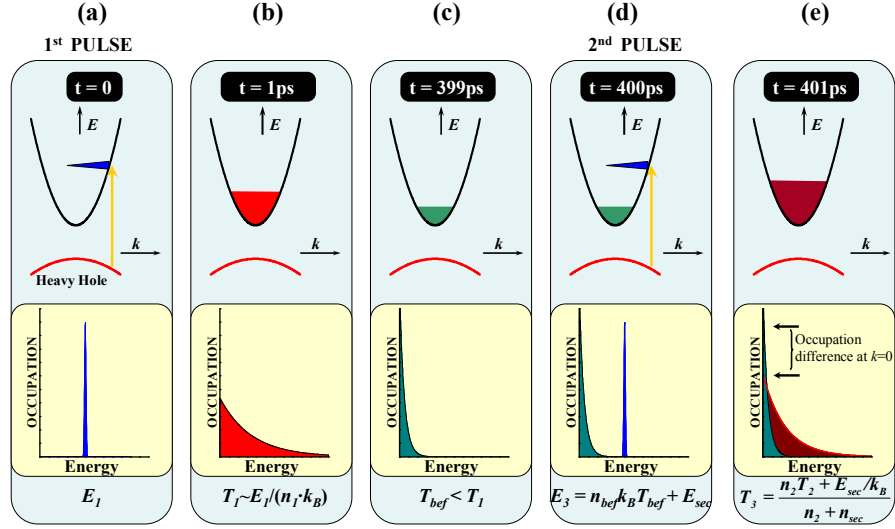 (a) (b) (c) (d) (e)
1st PULSE 2nd PULSE
t = 0
E
k
Heavy Hole
OCCUPATION
Energy
E1
t = 1ps
E
k
OCCUPATION
Energy
T1~E1/(n1·kB)
t = 399ps
E
k
OCCUPATION
Energy
Tbef < T1
t = 400ps
E
k
Heavy Hole
OCCUPATION
Energy
E3 = nbefkBTbef + Esec
t = 401ps
E
k
OCCUPATION
Occupation
difference at k=0
Energy
T3 = n2T2 + Esec/kB
n2 + nsec